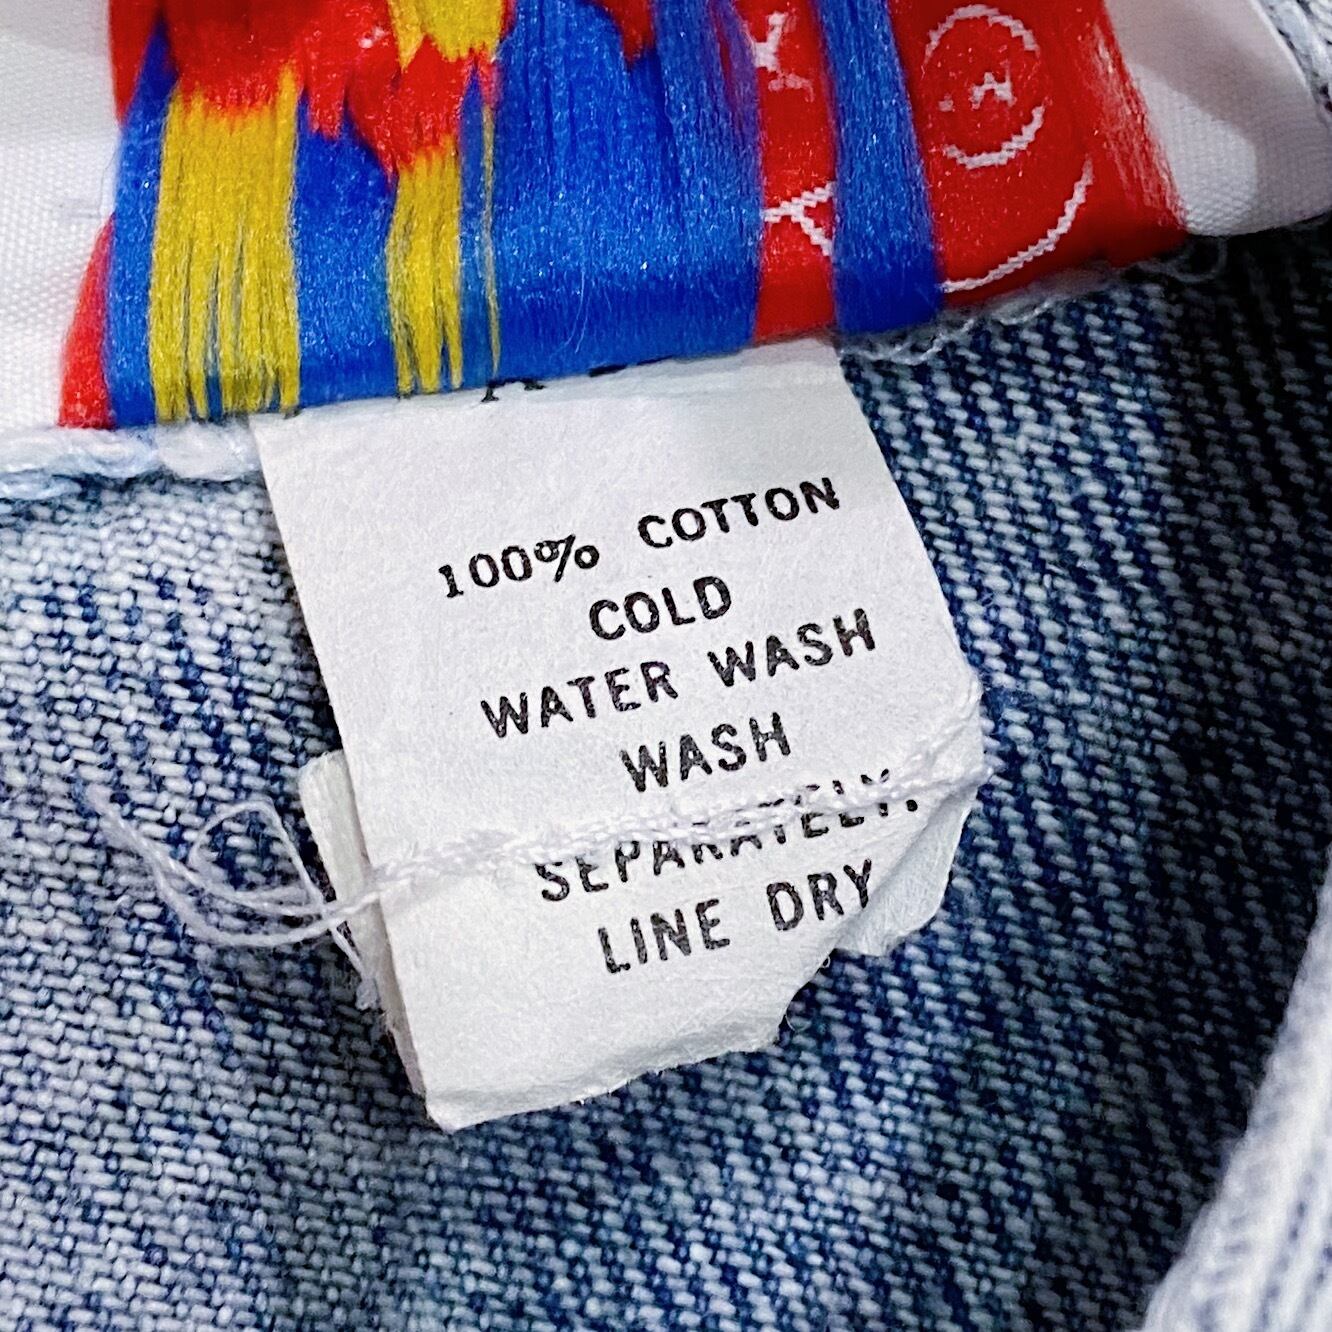 100% COTTON
COLD
WATER WASH
WASH
SEPARATELY.
LINE DRY